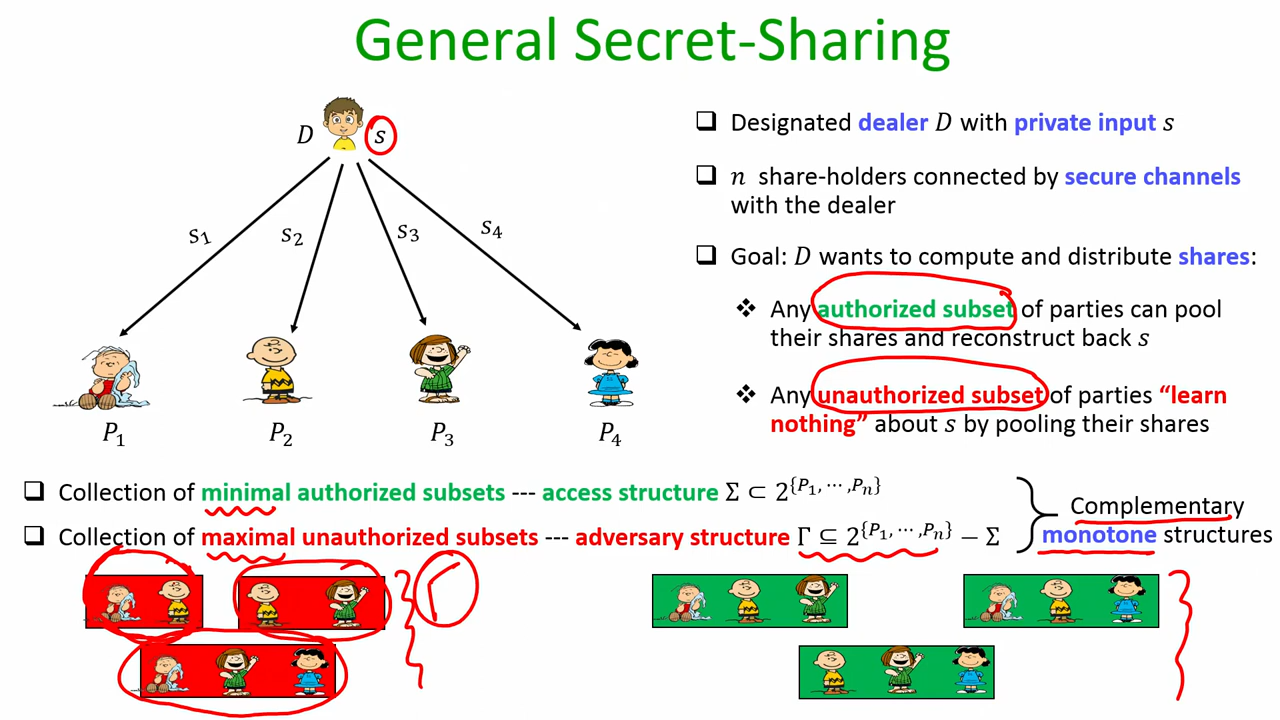 General Secret-Sharing
D s
s₁ s₂ s₃ s₄
P₁ P₂ P₃ P₄
❑ Designated dealer D with private input s
❑ n share-holders connected by secure channels
with the dealer
❑ Goal: D wants to compute and distribute shares:
❖ Any authorized subset of parties can pool
their shares and reconstruct back s
❖ Any unauthorized subset of parties “learn
nothing” about s by pooling their shares
❑ Collection of minimal authorized subsets --- access structure Σ ⊂ 2^{P₁, ⋯ ,Pₙ}
❑ Collection of maximal unauthorized subsets --- adversary structure Γ ⊆ 2^{P₁, ⋯ ,Pₙ} − Σ
Complementary
monotone structures
Γ